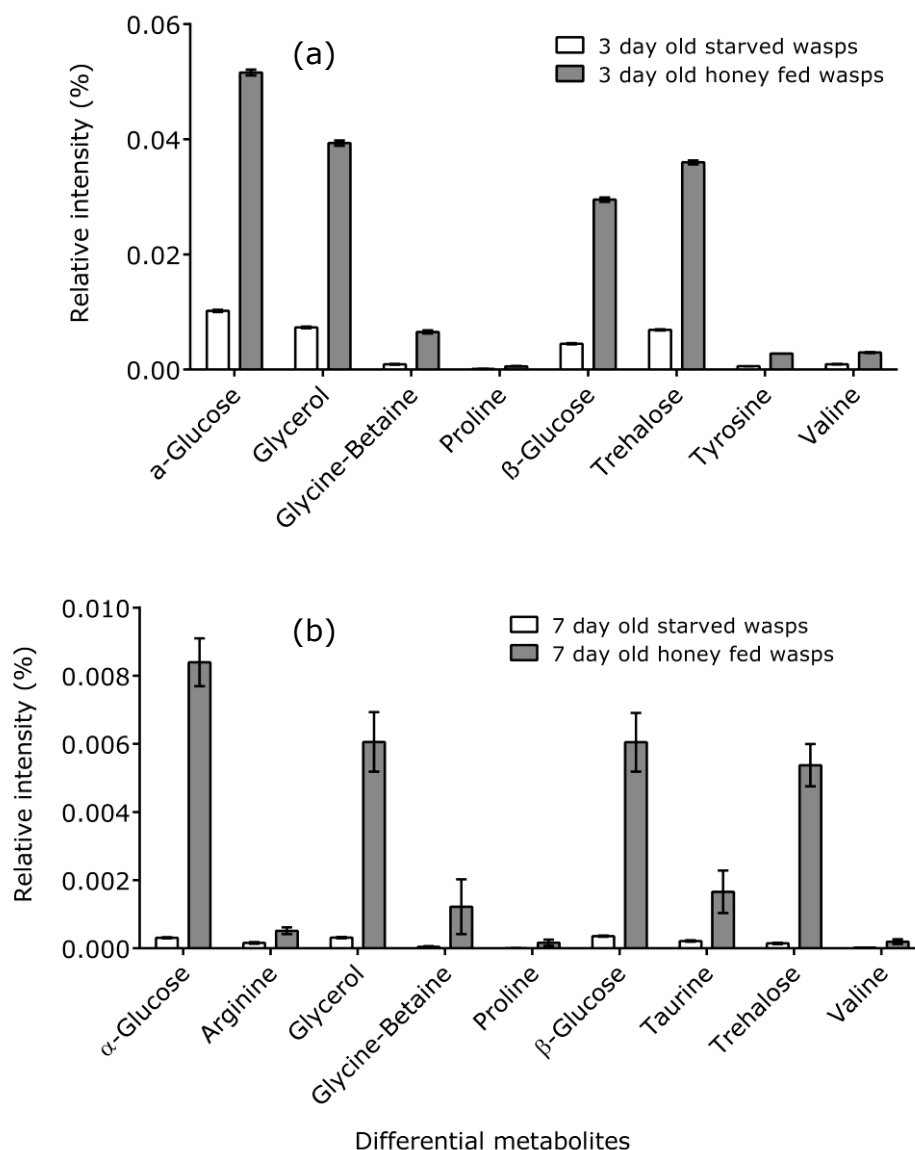 0.06
(a)
3 day old starved wasps
3 day old honey fed wasps
0.04
Relative intensity (%)
0.02
0.00
a-Glucose
Glycerol
Glycine-Betaine
Proline
ß-Glucose
Trehalose
Tyrosine
Valine
0.010
(b)
7 day old starved wasps
7 day old honey fed wasps
0.008
0.006
Relative intensity (%)
0.004
0.002
0.000
α-Glucose
Arginine
Glycerol
Glycine-Betaine
Proline
β-Glucose
Taurine
Trehalose
Valine
Differential metabolites